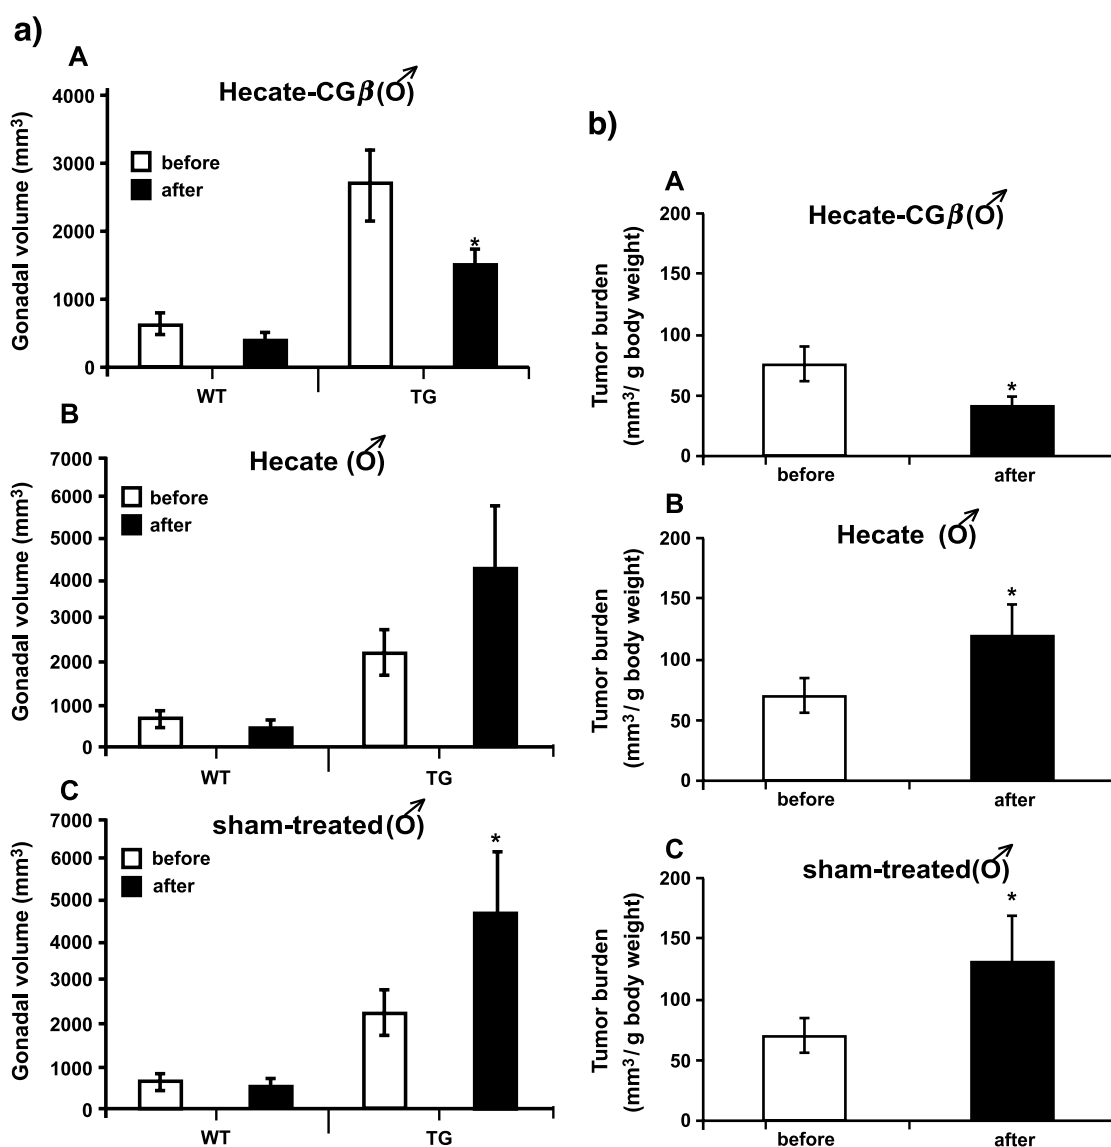 a)
A
Hecate-CGβ(O)
Gonadal volume (mm³)
4000
3000
2000
1000
0
before
after
*
WT
TG
B
Hecate (O)
Gonadal volume (mm³)
7000
6000
5000
4000
3000
2000
1000
0
before
after
WT
TG
C
sham-treated(O)
Gonadal volume (mm³)
7000
6000
5000
4000
3000
2000
1000
0
before
after
*
WT
TG
b)
A
Hecate-CGβ(O)
Tumor burden
(mm³/ g body weight)
200
150
100
50
0
*
before
after
B
Hecate (O)
Tumor burden
(mm³/ g body weight)
200
150
100
50
0
*
before
after
C
sham-treated(O)
Tumor burden
(mm³/ g body weight)
200
150
100
50
0
*
before
after